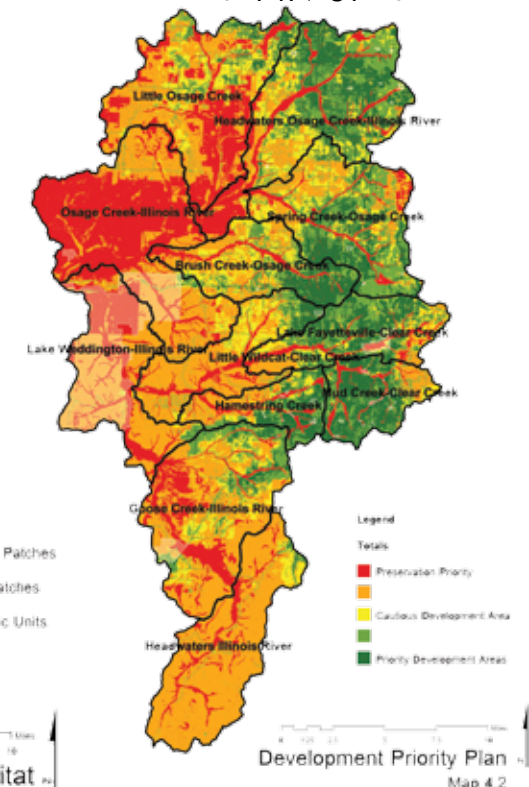 Little Osage Creek
Headwaters Osage Creek-Illinois River
Osage Creek-Illinois River
Spring Creek-Osage Creek
Brush Creek-Osage Creek
Lake Fayetteville-Clear Creek
Lake Weddington-Illinois River
Little Wildcat-Clear Creek
Mud Creek-Clear Creek
Hamestring Creek
Goose Creek-Illinois River
Headwaters Illinois River
Patches
atches
c Units
Legend
Totals
Preservation Priority
Cautious Development Area
Priority Development Areas
Miles
10
Miles
10
itat
Development Priority Plan
Map 4.2